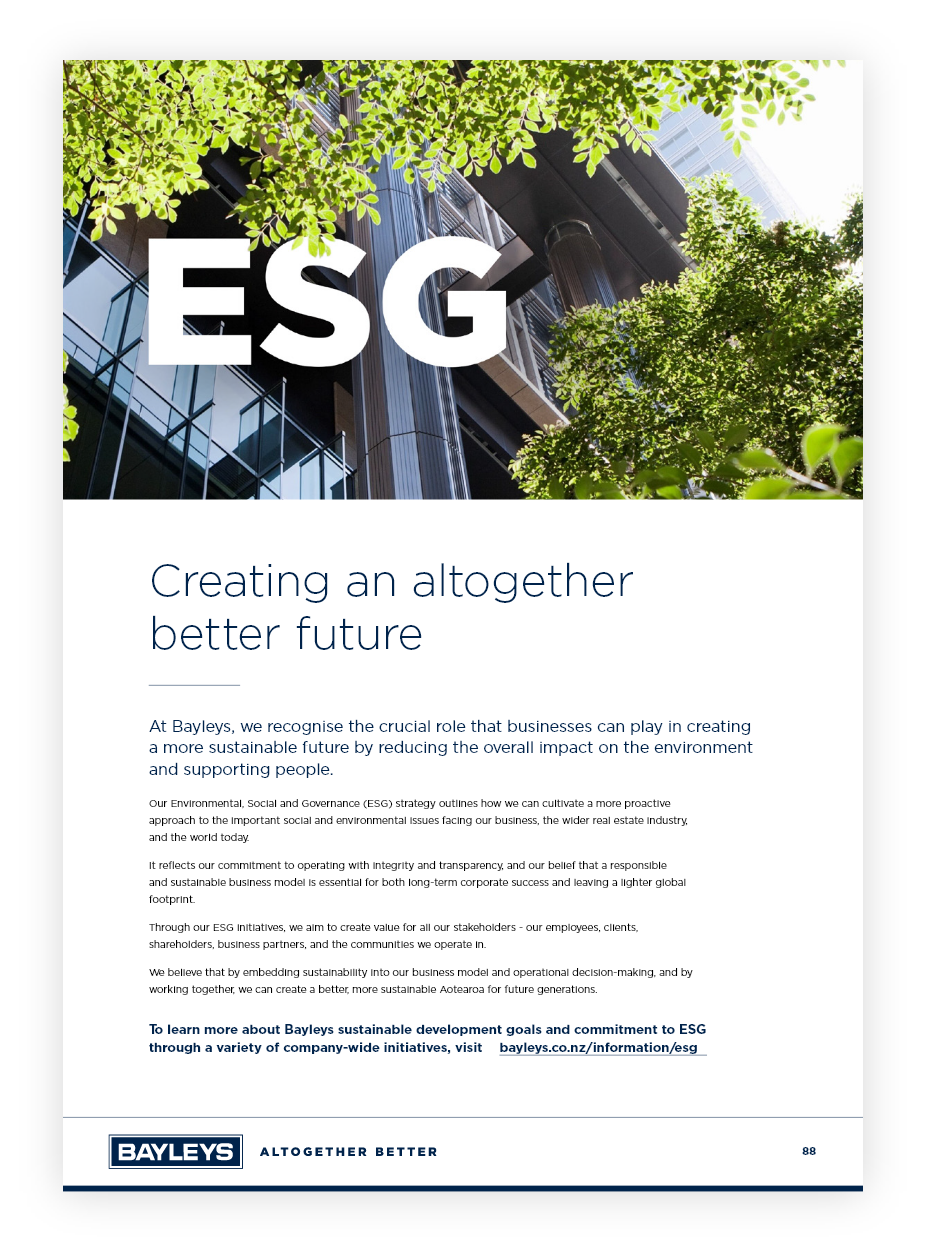 ESG
Creating an altogether
better future
At Bayleys, we recognise the crucial role that businesses can play in creating
a more sustainable future by reducing the overall impact on the environment
and supporting people.
Our Environmental, Social and Governance (ESG) strategy outlines how we can cultivate a more proactive
approach to the important social and environmental issues facing our business, the wider real estate industry,
and the world today.
It reflects our commitment to operating with integrity and transparency, and our belief that a responsible
and sustainable business model is essential for both long-term corporate success and leaving a lighter global
footprint.
Through our ESG initiatives, we aim to create value for all our stakeholders - our employees, clients,
shareholders, business partners, and the communities we operate in.
We believe that by embedding sustainability into our business model and operational decision-making, and by
working together, we can create a better, more sustainable Aotearoa for future generations.
To learn more about Bayleys sustainable development goals and commitment to ESG
through a variety of company-wide initiatives, visit bayleys.co.nz/information/esg
BAYLEYS ALTOGETHER BETTER 88